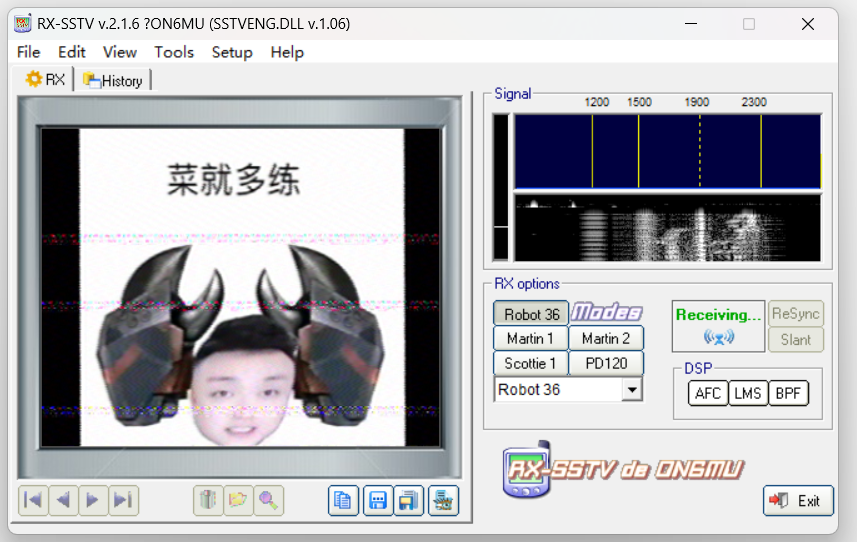 RX-SSTV v.2.1.6 ?ON6MU (SSTVENG.DLL v.1.06)
File Edit View Tools Setup Help
RX History
菜就多练
Signal
1200 1500 1900 2300
RX options
Robot 36 Modes
Martin 1 Martin 2
Scottie 1 PD120
Robot 36
Receiving...
ReSync
Slant
DSP
AFC LMS BPF
RX-SSTV de ON6MU
Exit